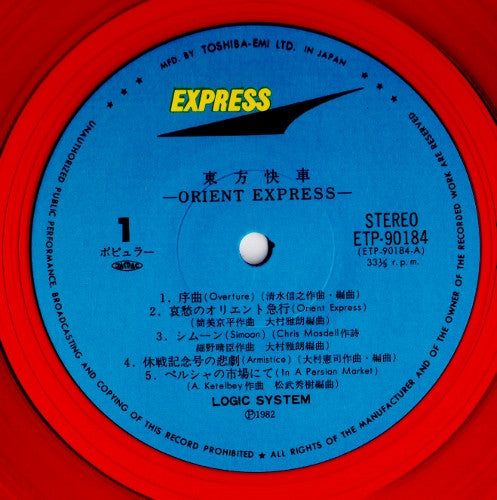 MFD. BY TOSHIBA-EMI LTD. IN JAPAN
EXPRESS
東方快車
—ORIENT EXPRESS—
1
ポピュラー
STEREO
ETP-90184
(ETP-90184-A)
33⅓ r.p.m.
1. 序曲(Overture)(清水信之作曲・編曲)
2. 哀愁のオリエント急行(Orient Express)
(筒美京平作曲 大村雅朗編曲)
3. シムーン(Simoon)(Chris Mosdell作詩
細野晴臣作曲 大村雅朗編曲)
4. 休戦記念号の悲劇(Armistice)(大村憲司作曲・編曲)
5. ペルシャの市場にて(In A Persian Market)
(A. Ketelbey作曲 松武秀樹編曲)
LOGIC SYSTEM
Ⓟ1982
★★★ UNAUTHORIZED PUBLIC PERFORMANCE, BROADCASTING AND COPYING OF THIS RECORD PROHIBITED ★ ALL RIGHTS OF THE MANUFACTURER AND OF THE OWNER OF THE RECORDED WORK ARE RESERVED ★★★